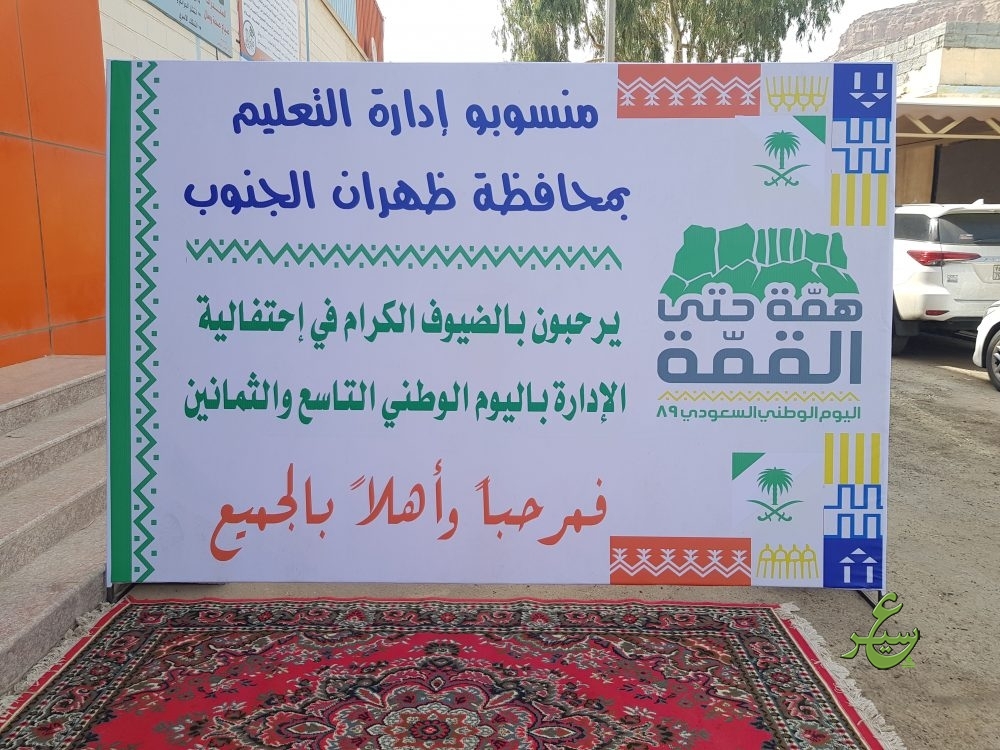 منسوبو إدارة التعليم
بمحافظة ظهران الجنوب
يرحبون بالضيوف الكرام في إحتفالية
الإدارة باليوم الوطني التاسع والثمانين
فمرحباً وأهلاً بالجميع
همّة حتى
القمّة
اليوم الوطني السعودي ٨٩
عسير